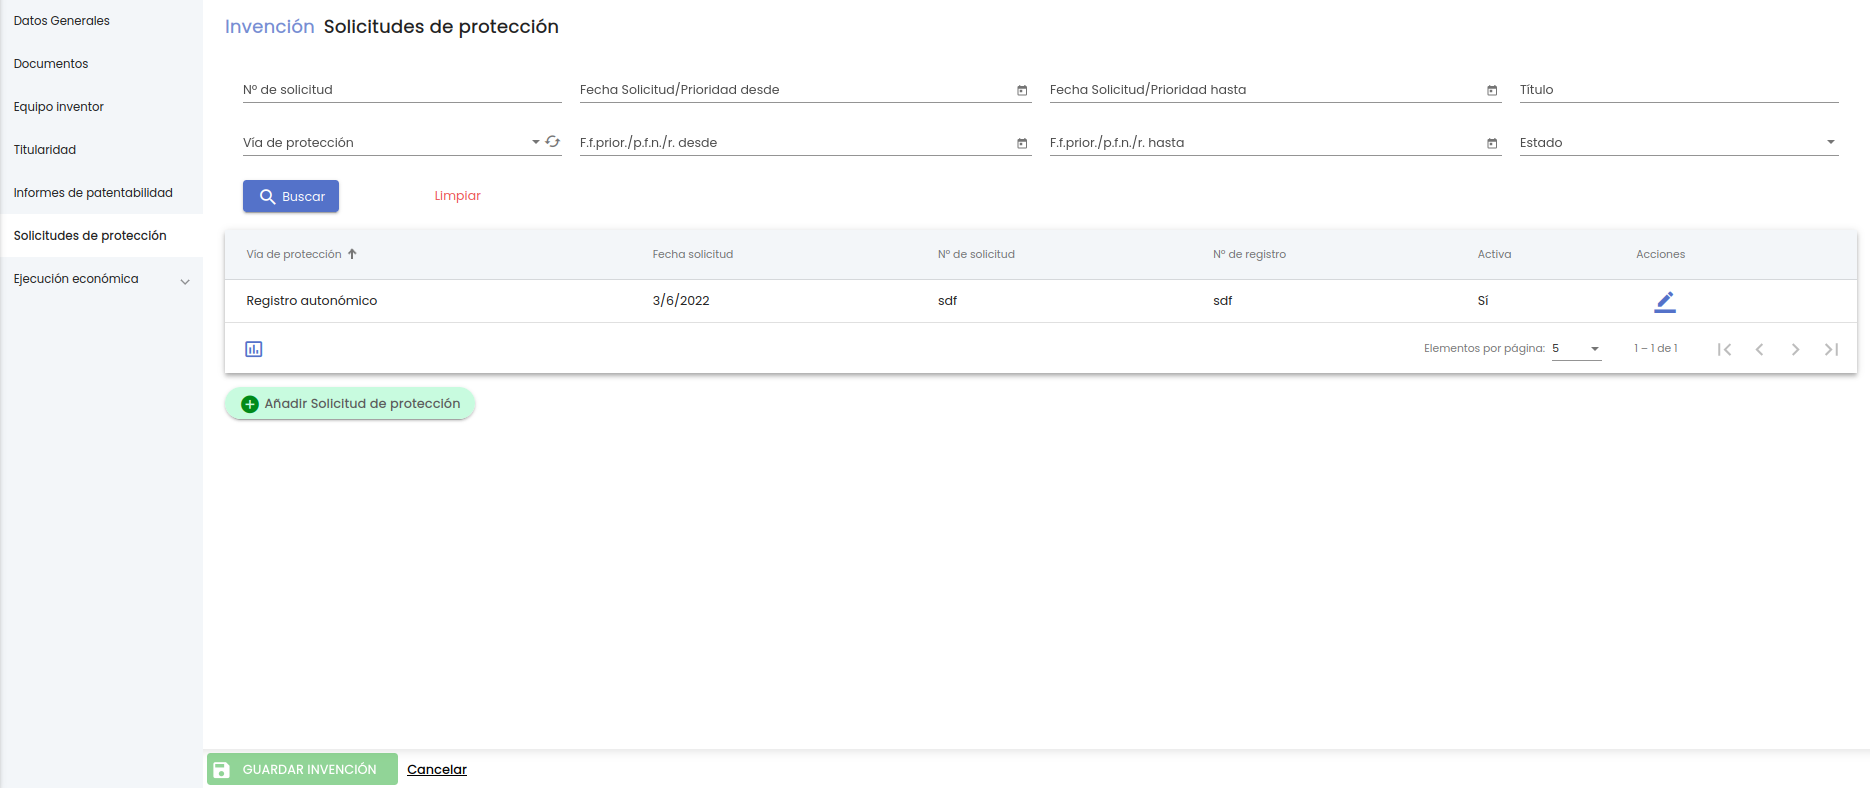 Datos Generales
Documentos
Equipo inventor
Titularidad
Informes de patentabilidad
Solicitudes de protección
Ejecución económica
Invención Solicitudes de protección
Nº de solicitud
Fecha Solicitud/Prioridad desde
Fecha Solicitud/Prioridad hasta
Título
Vía de protección
F.f.prior./p.f.n./r. desde
F.f.prior./p.f.n./r. hasta
Estado
Buscar
Limpiar
Vía de protección Fecha solicitud Nº de solicitud Nº de registro Activa Acciones
Registro autonómico 3/6/2022 sdf sdf Sí
Elementos por página: 5 1 – 1 de 1
Añadir Solicitud de protección
GUARDAR INVENCIÓN
Cancelar